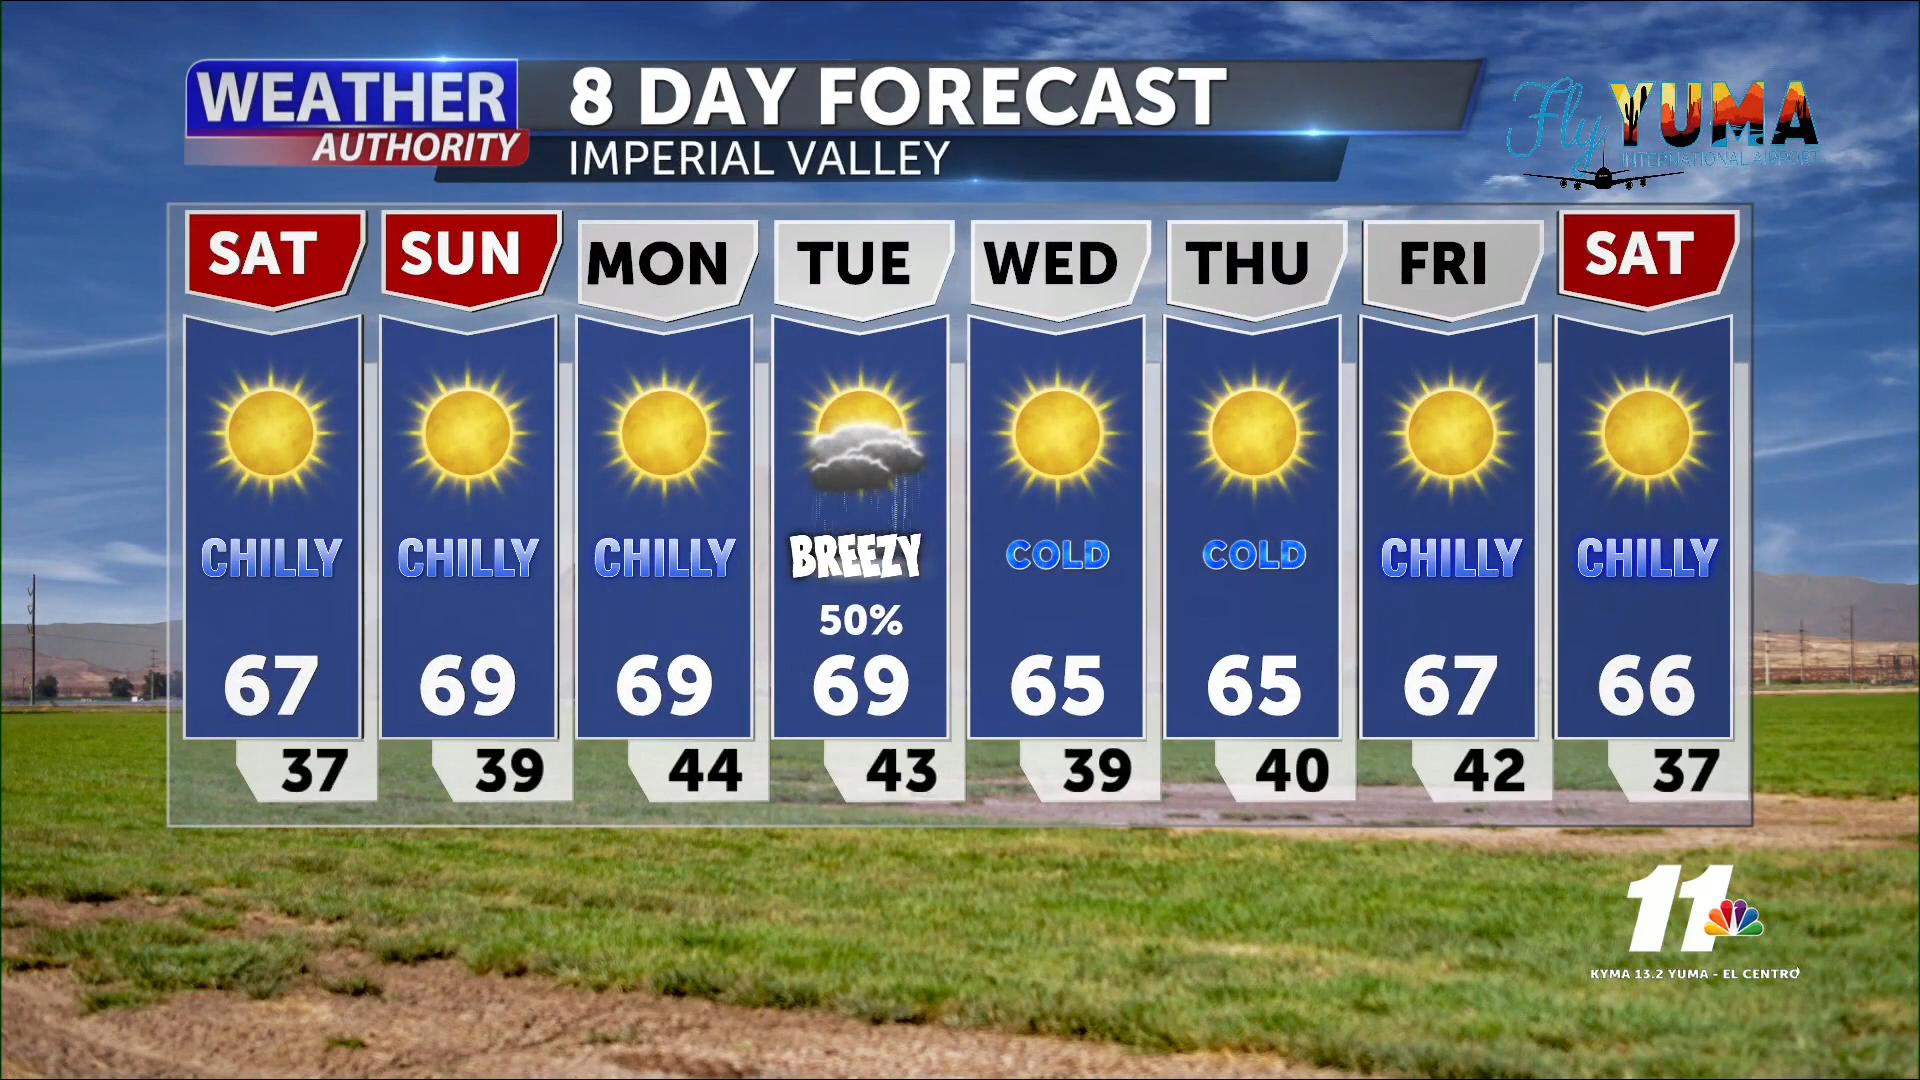 WEATHER
AUTHORITY
8 DAY FORECAST
IMPERIAL VALLEY
Fly YUMA
INTERNATIONAL AIRPORT
SAT SUN MON TUE WED THU FRI SAT
CHILLY CHILLY CHILLY BREEZY COLD COLD CHILLY CHILLY
50%
67 69 69 69 65 65 67 66
37 39 44 43 39 40 42 37
11
KYMA 13.2 YUMA - EL CENTRO